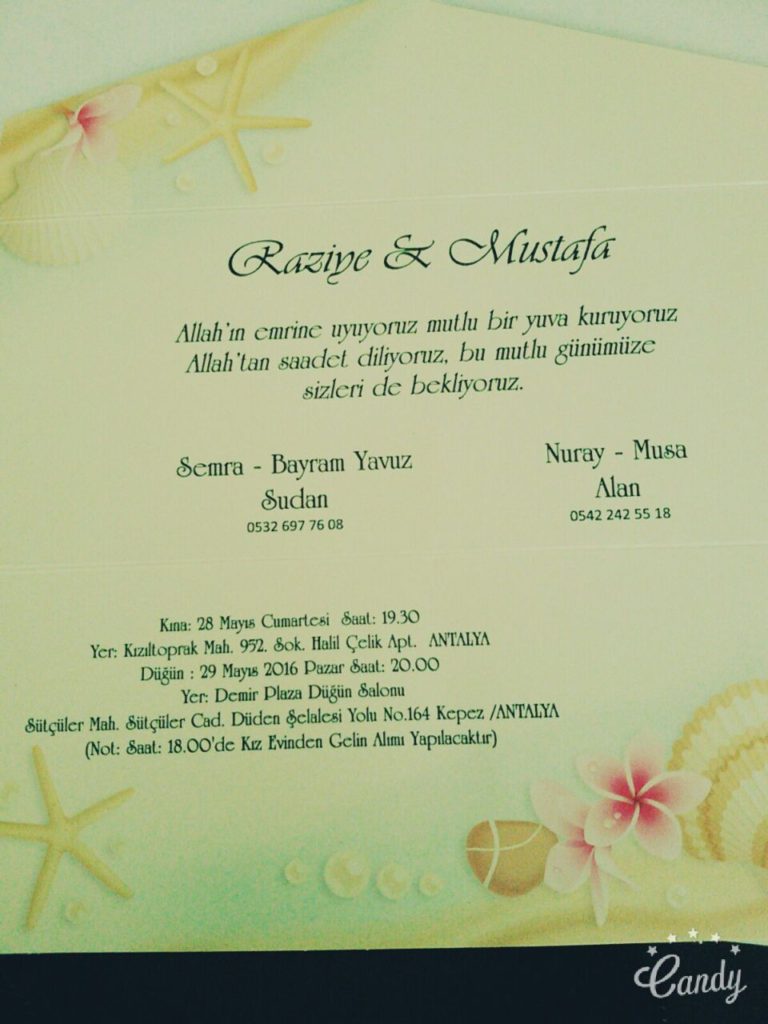 Raziye & Mustafa
Allah'ın emrine uyuyoruz mutlu bir yuva kuruyoruz
Allah'tan saadet diliyoruz, bu mutlu günümüze
sizleri de bekliyoruz.
Semra - Bayram Yavuz
Sudan
0532 697 76 08
Nuray - Musa
Alan
0542 242 55 18
Kına: 28 Mayıs Cumartesi Saat: 19.30
Yer: Kızıltoprak Mah. 952. Sok. Halil Çelik Apt. ANTALYA
Düğün : 29 Mayıs 2016 Pazar Saat: 20.00
Yer: Demir Plaza Düğün Salonu
Sütçüler Mah. Sütçüler Cad. Düden Şelalesi Yolu No.164 Kepez /ANTALYA
(Not: Saat: 18.00'de Kız Evinden Gelin Alımı Yapılacaktır)
Candy